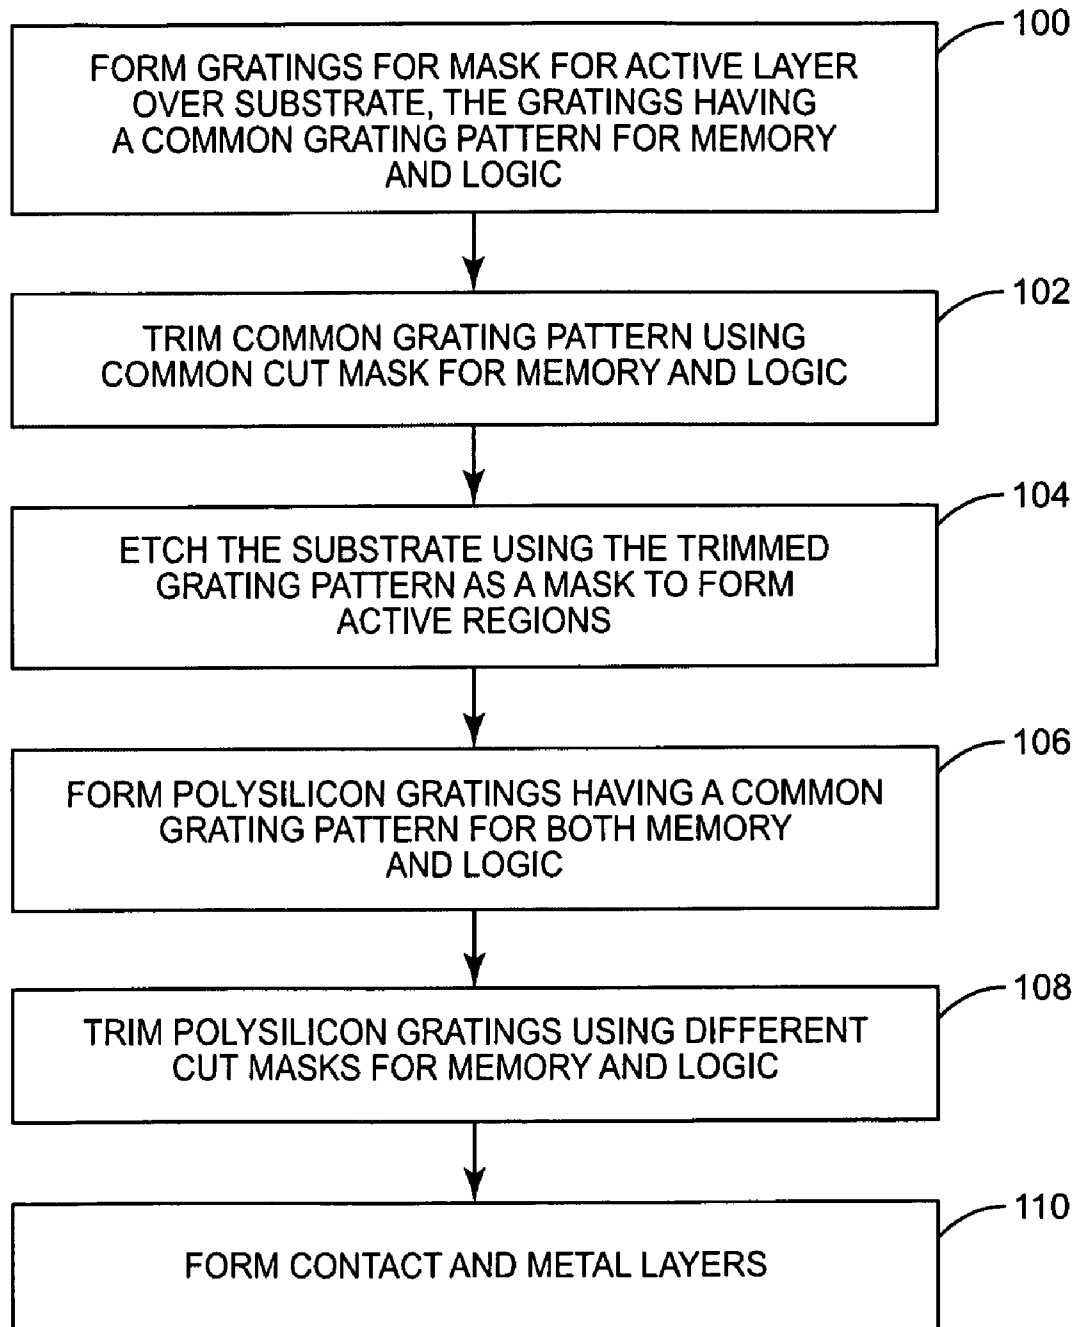 100
FORM GRATINGS FOR MASK FOR ACTIVE LAYER
OVER SUBSTRATE, THE GRATINGS HAVING
A COMMON GRATING PATTERN FOR MEMORY
AND LOGIC
102
TRIM COMMON GRATING PATTERN USING
COMMON CUT MASK FOR MEMORY AND LOGIC
104
ETCH THE SUBSTRATE USING THE TRIMMED
GRATING PATTERN AS A MASK TO FORM
ACTIVE REGIONS
106
FORM POLYSILICON GRATINGS HAVING A COMMON
GRATING PATTERN FOR BOTH MEMORY
AND LOGIC
108
TRIM POLYSILICON GRATINGS USING DIFFERENT
CUT MASKS FOR MEMORY AND LOGIC
110
FORM CONTACT AND METAL LAYERS